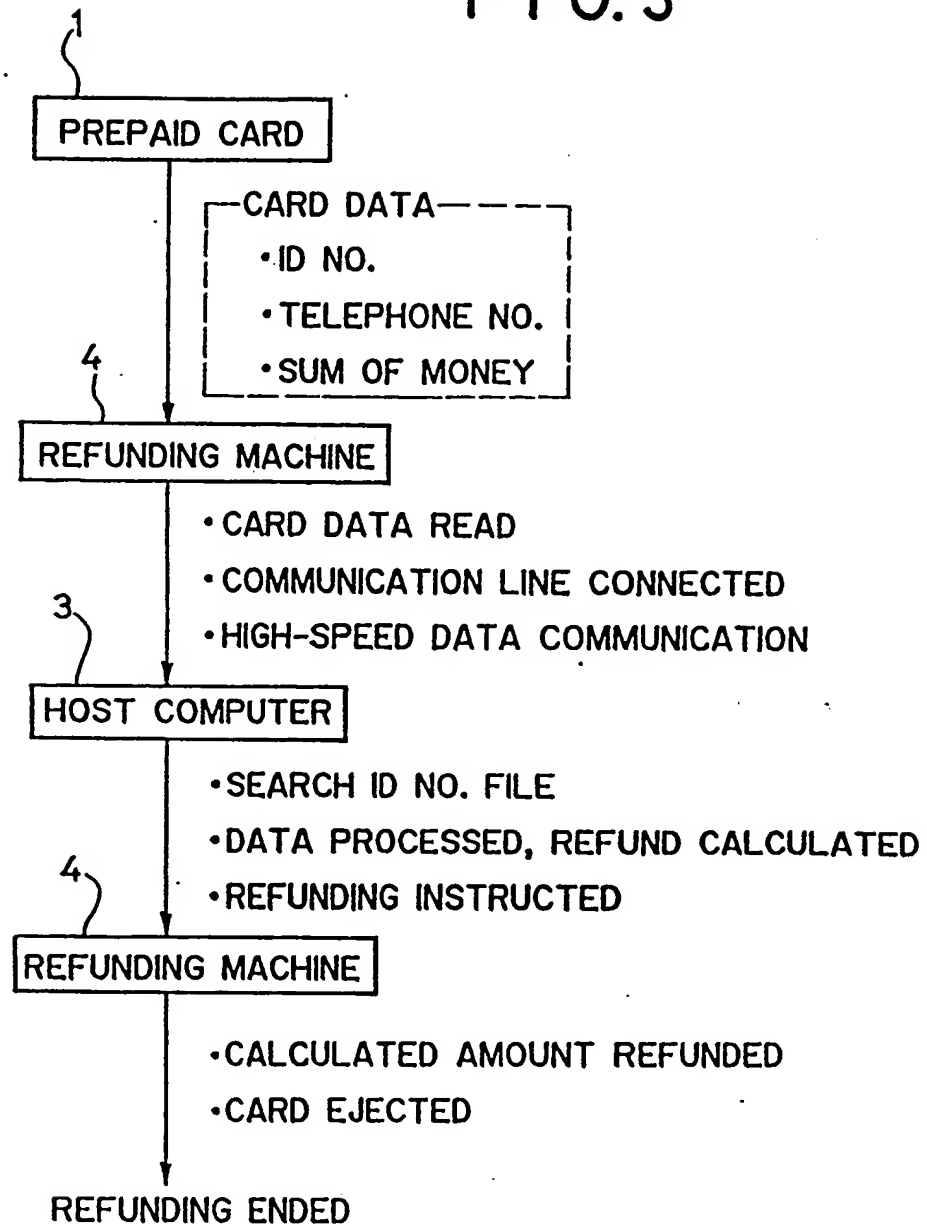 FIG. 3
1
PREPAID CARD
CARD DATA
•ID NO.
•TELEPHONE NO.
•SUM OF MONEY
4
REFUNDING MACHINE
•CARD DATA READ
•COMMUNICATION LINE CONNECTED
•HIGH-SPEED DATA COMMUNICATION
3
HOST COMPUTER
•SEARCH ID NO. FILE
•DATA PROCESSED, REFUND CALCULATED
•REFUNDING INSTRUCTED
4
REFUNDING MACHINE
•CALCULATED AMOUNT REFUNDED
•CARD EJECTED
REFUNDING ENDED